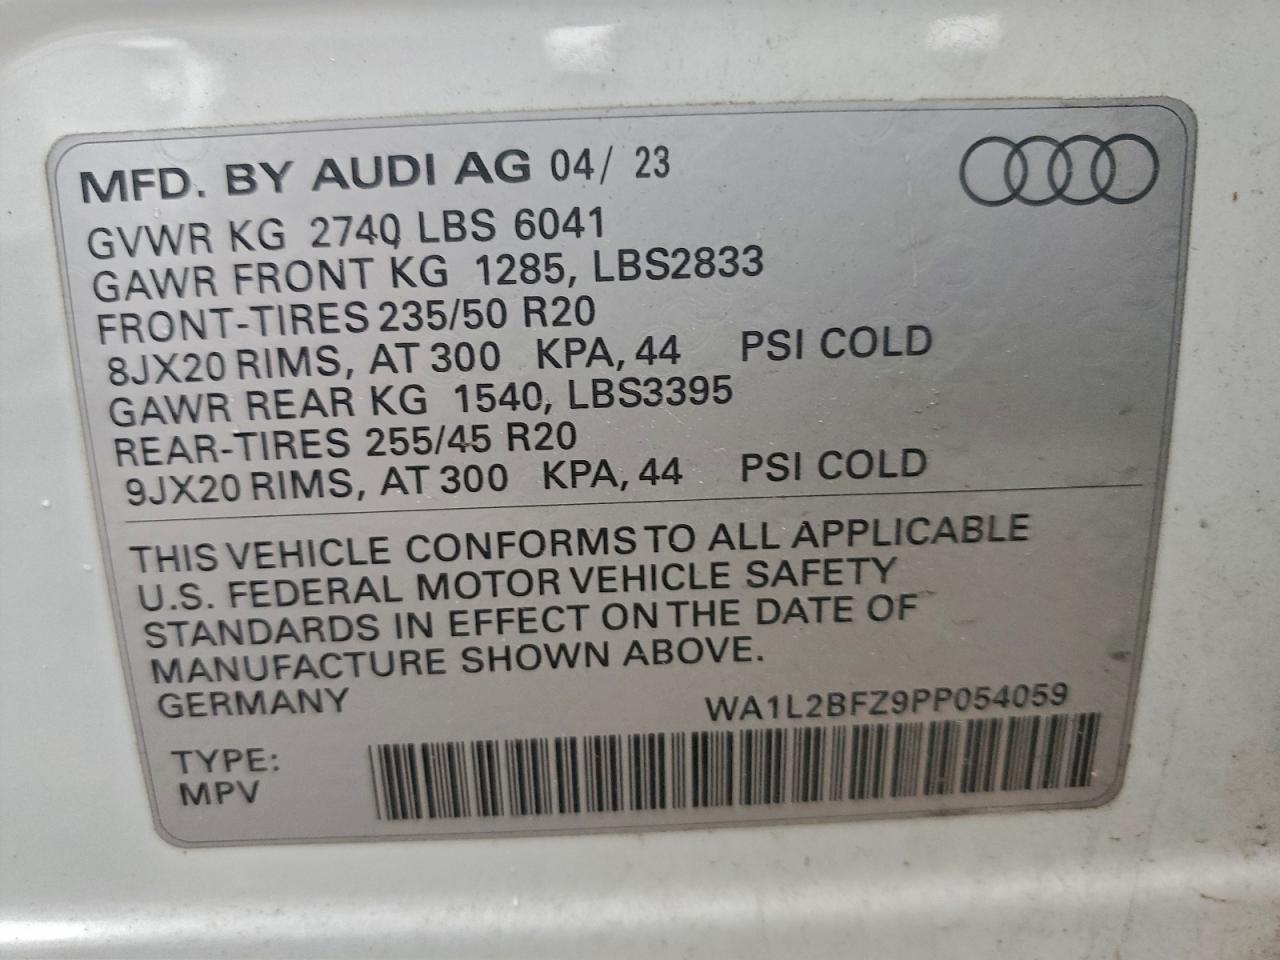 MFD. BY AUDI AG 04/ 23
GVWR KG 2740 LBS 6041
GAWR FRONT KG 1285, LBS2833
FRONT-TIRES 235/50 R20
8JX20 RIMS, AT 300 KPA, 44 PSI COLD
GAWR REAR KG 1540, LBS3395
REAR-TIRES 255/45 R20
9JX20 RIMS, AT 300 KPA, 44 PSI COLD
THIS VEHICLE CONFORMS TO ALL APPLICABLE
U.S. FEDERAL MOTOR VEHICLE SAFETY
STANDARDS IN EFFECT ON THE DATE OF
MANUFACTURE SHOWN ABOVE.
GERMANY WA1L2BFZ9PP054059
TYPE:
MPV